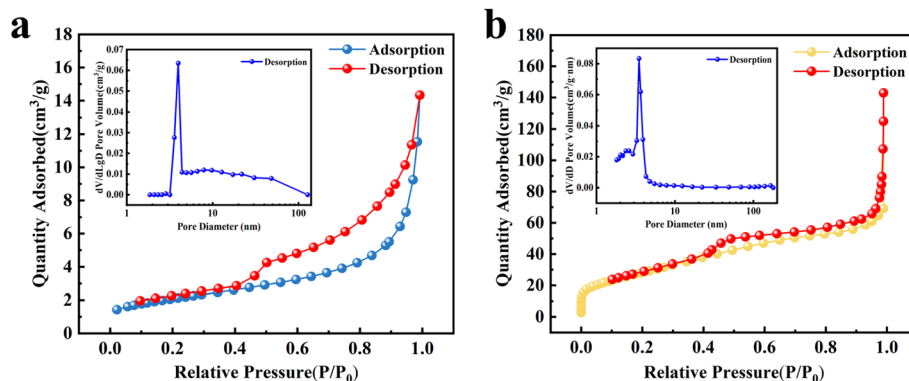 a
18
16
14
12
10
8
6
4
2
0
Quantity Adsorbed(cm³/g)
0.0 0.2 0.4 0.6 0.8 1.0
Relative Pressure(P/P₀)
Adsorption
Desorption
0.07
0.06
0.05
0.04
0.03
0.02
0.01
0.00
dV/dLgD Pore Volume(cm³/g)
1 10 100
Pore Diameter (nm)
Desorption
b
180
160
140
120
100
80
60
40
20
0
Quantity Adsorbed(cm³/g)
0.0 0.2 0.4 0.6 0.8 1.0
Relative Pressure(P/P₀)
Adsorption
Desorption
0.08
0.06
0.04
0.02
0.00
dV/dD Pore Volume(cm³/g·nm)
1 10 100
Pore Diameter (nm)
Desorption